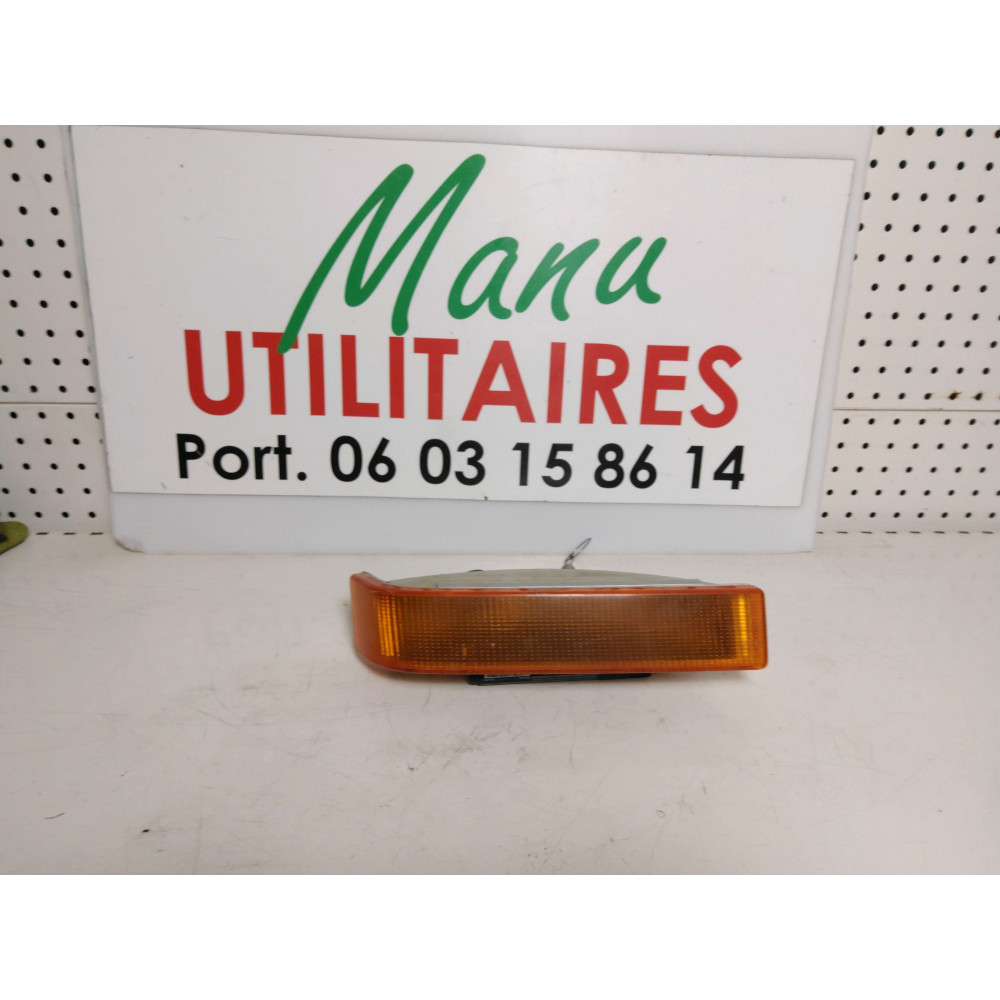 Manu
UTILITAIRES
Port. 06 03 15 86 14